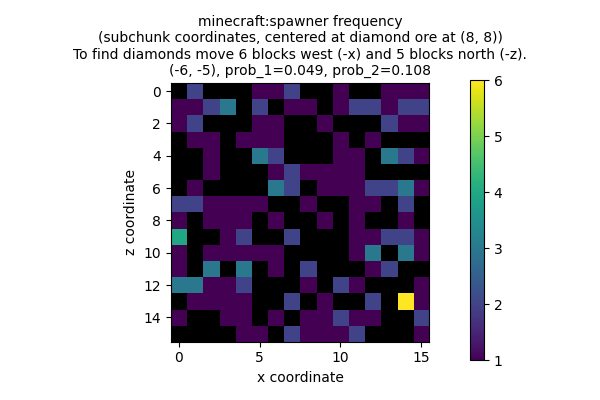 minecraft:spawner frequency
(subchunk coordinates, centered at diamond ore at (8, 8))
To find diamonds move 6 blocks west (-x) and 5 blocks north (-z).
(-6, -5), prob_1=0.049, prob_2=0.108
0
2
4
6
8
10
12
14
z coordinate
0 5 10 15
x coordinate
6
5
4
3
2
1